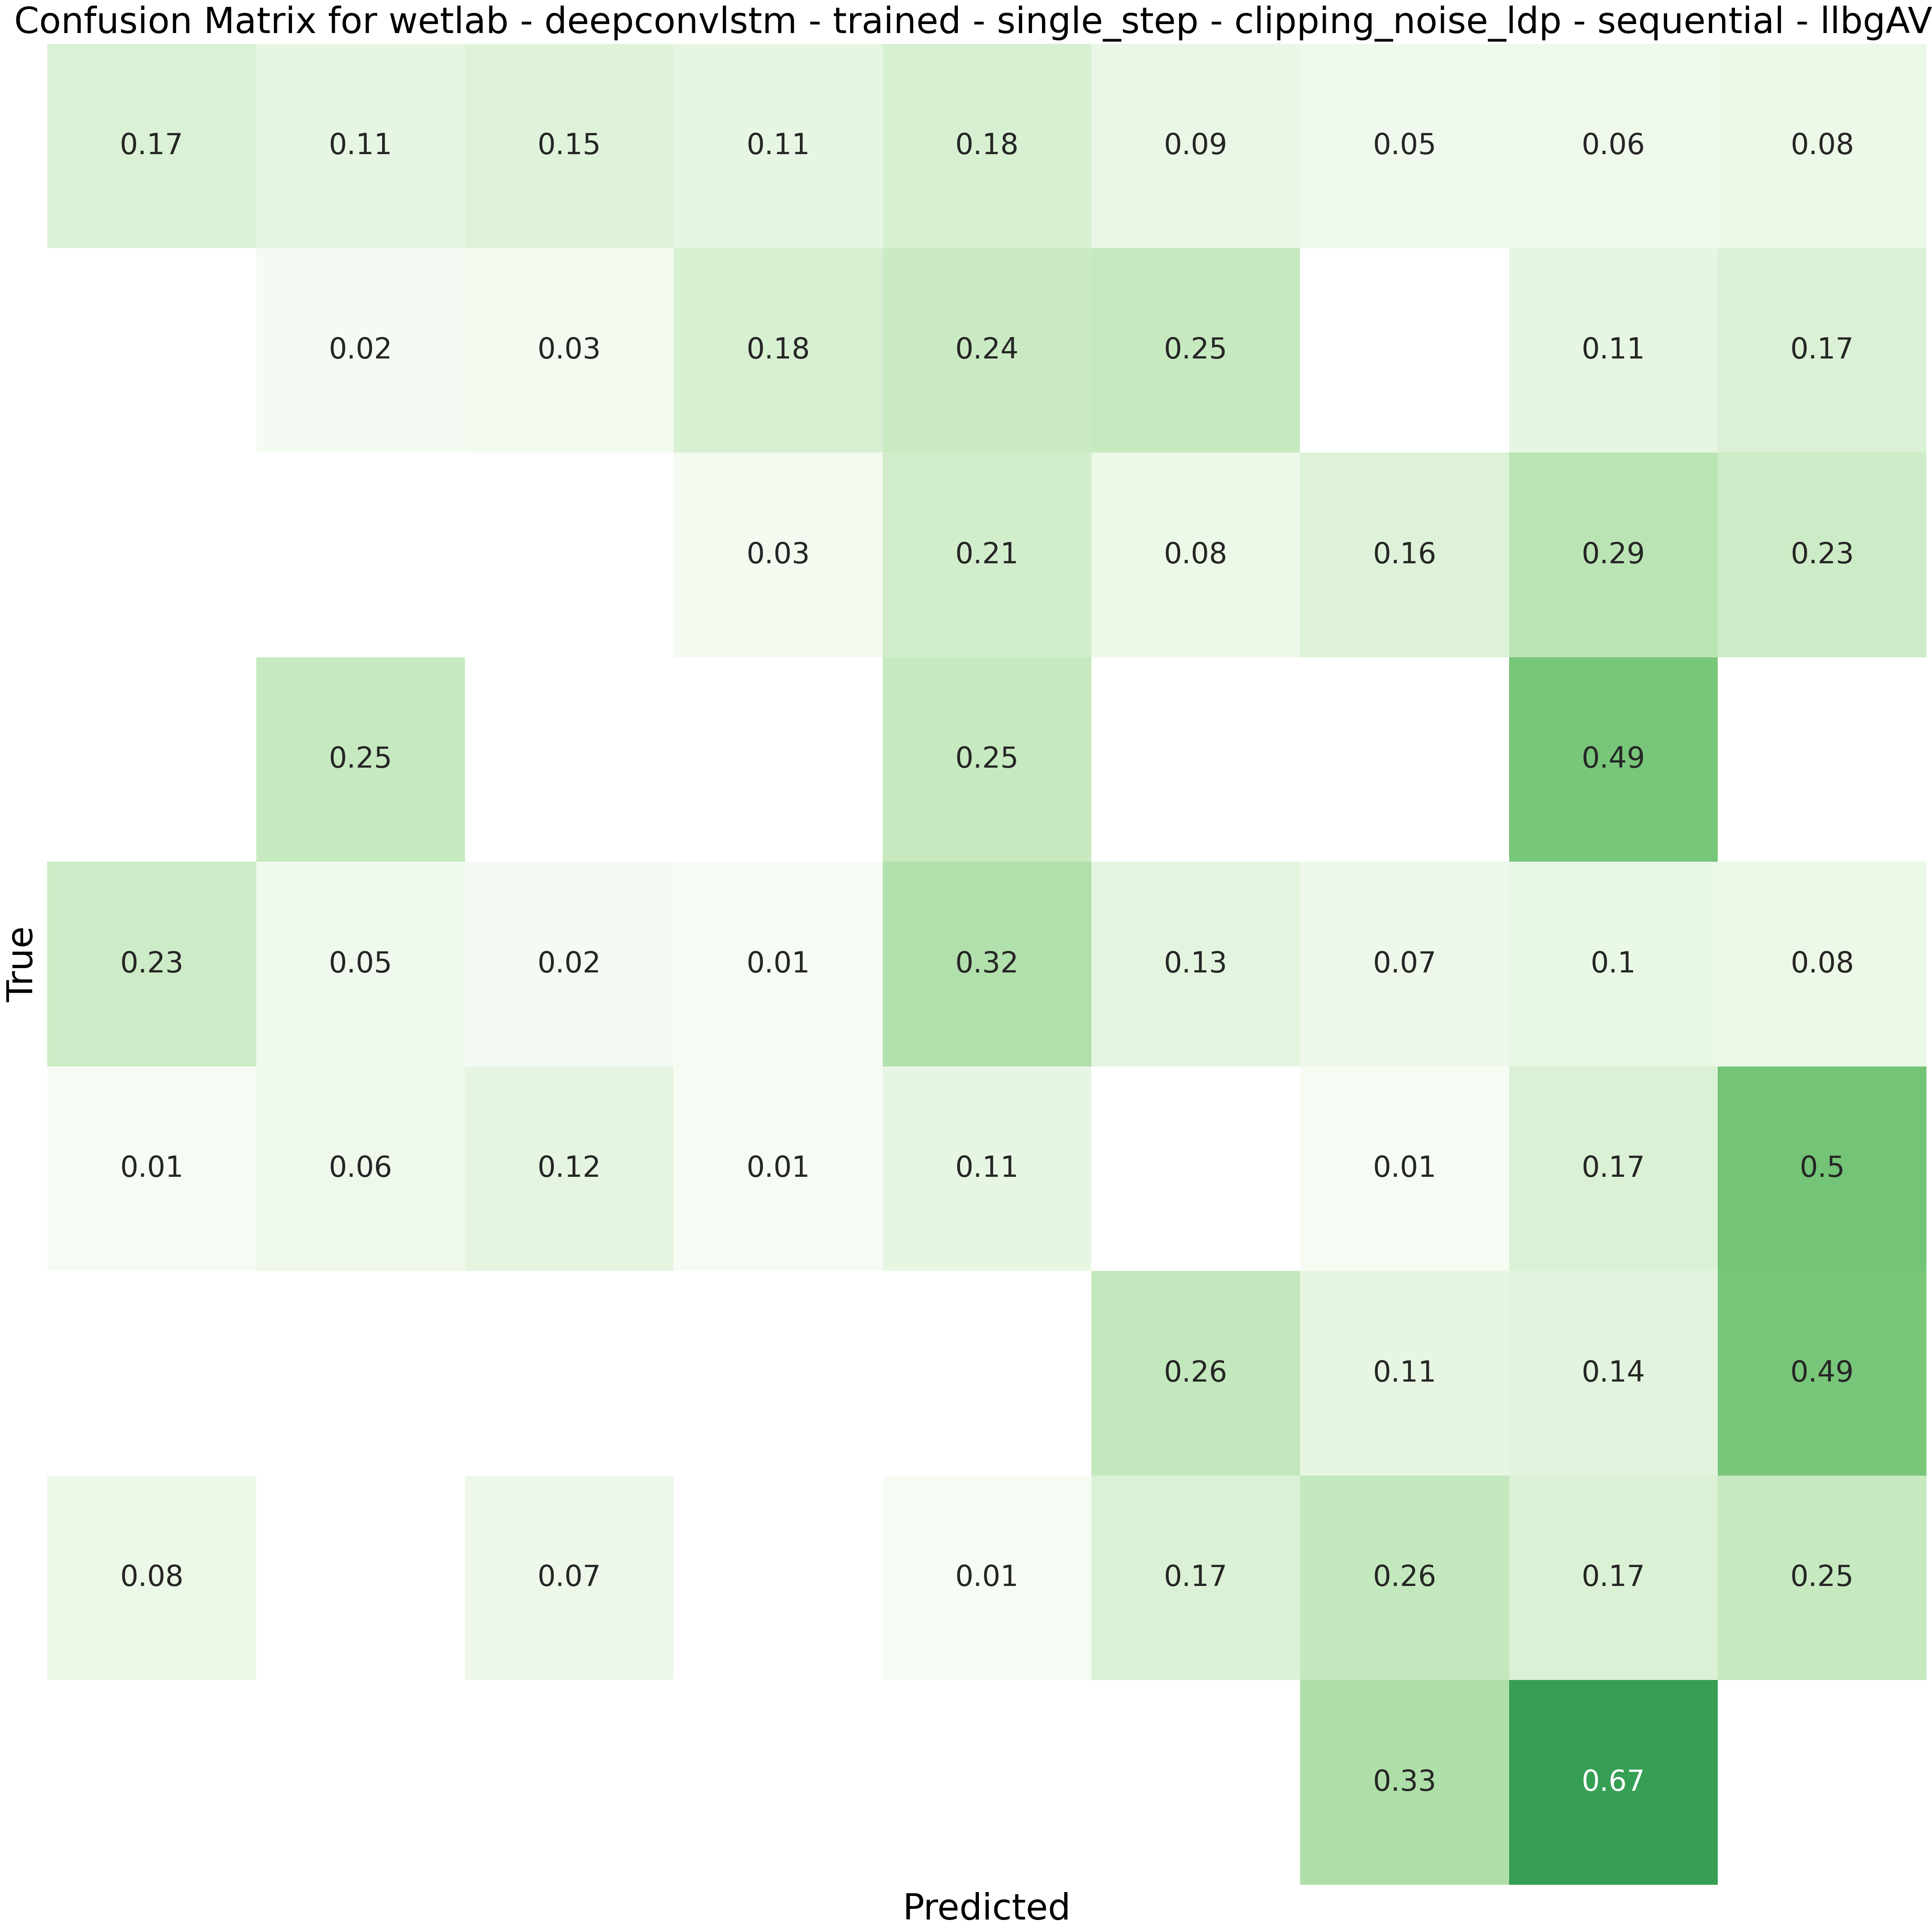 Confusion Matrix for wetlab - deepconvlstm - trained - single_step - clipping_noise_ldp - sequential - llbgAV
0.17 0.11 0.15 0.11 0.18 0.09 0.05 0.06 0.08
0.02 0.03 0.18 0.24 0.25 0.11 0.17
0.03 0.21 0.08 0.16 0.29 0.23
0.25 0.25 0.49
True
0.23 0.05 0.02 0.01 0.32 0.13 0.07 0.1 0.08
0.01 0.06 0.12 0.01 0.11 0.01 0.17 0.5
0.26 0.11 0.14 0.49
0.08 0.07 0.01 0.17 0.26 0.17 0.25
0.33 0.67
Predicted